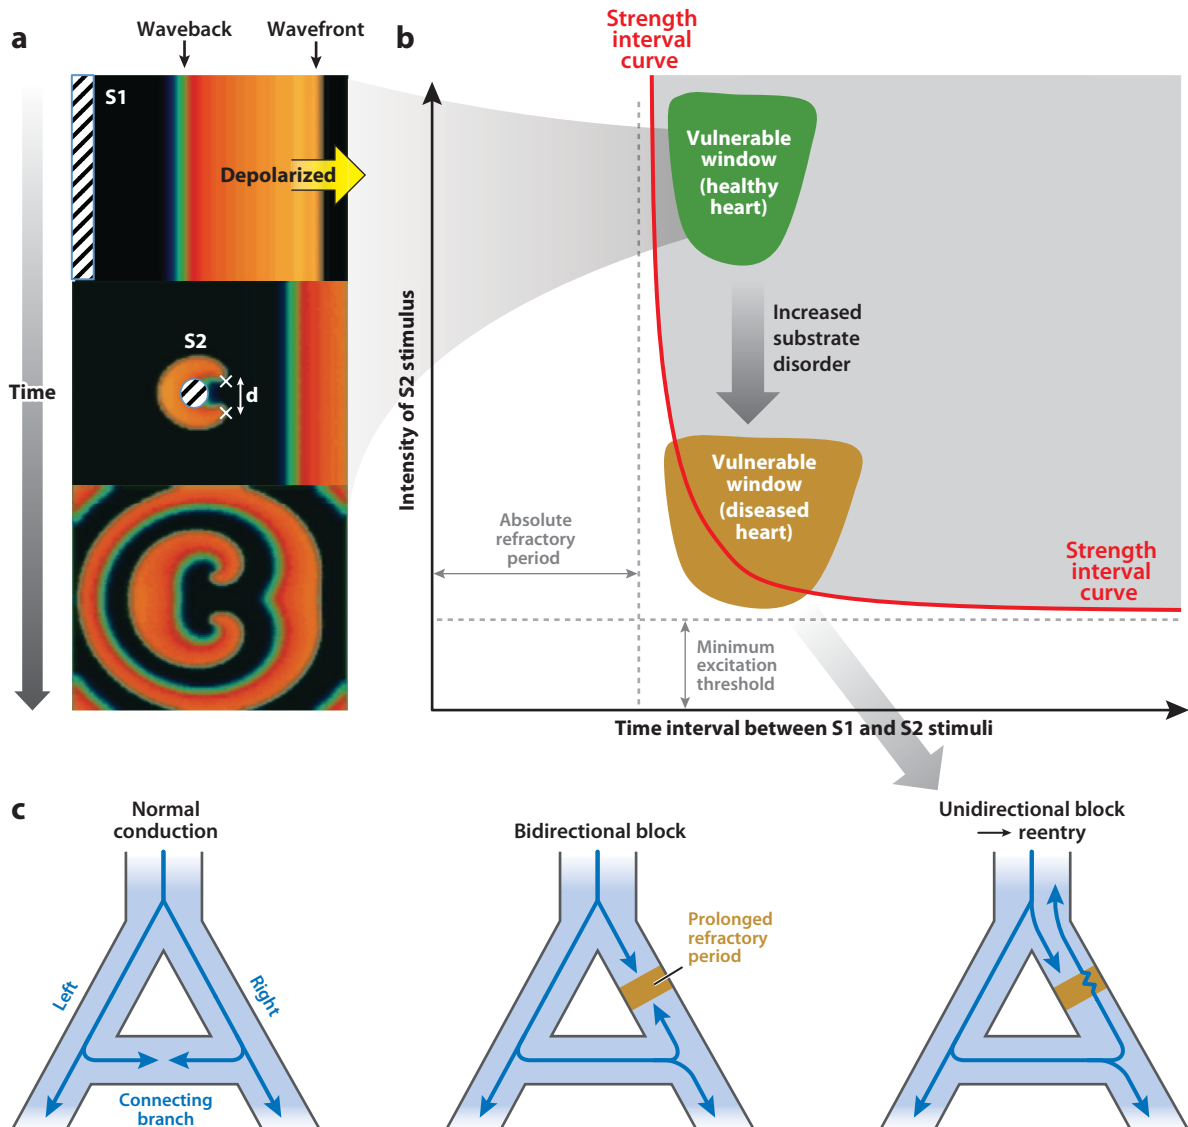 a
Waveback
Wavefront
S1
Depolarized
S2
d
Time
b
Strength
interval
curve
Vulnerable
window
(healthy
heart)
Increased
substrate
disorder
Vulnerable
window
(diseased
heart)
Absolute
refractory
period
Strength
interval
curve
Minimum
excitation
threshold
Intensity of S2 stimulus
Time interval between S1 and S2 stimuli
c
Normal
conduction
Left
Right
Connecting
branch
Bidirectional block
Prolonged
refractory
period
Unidirectional block
→ reentry